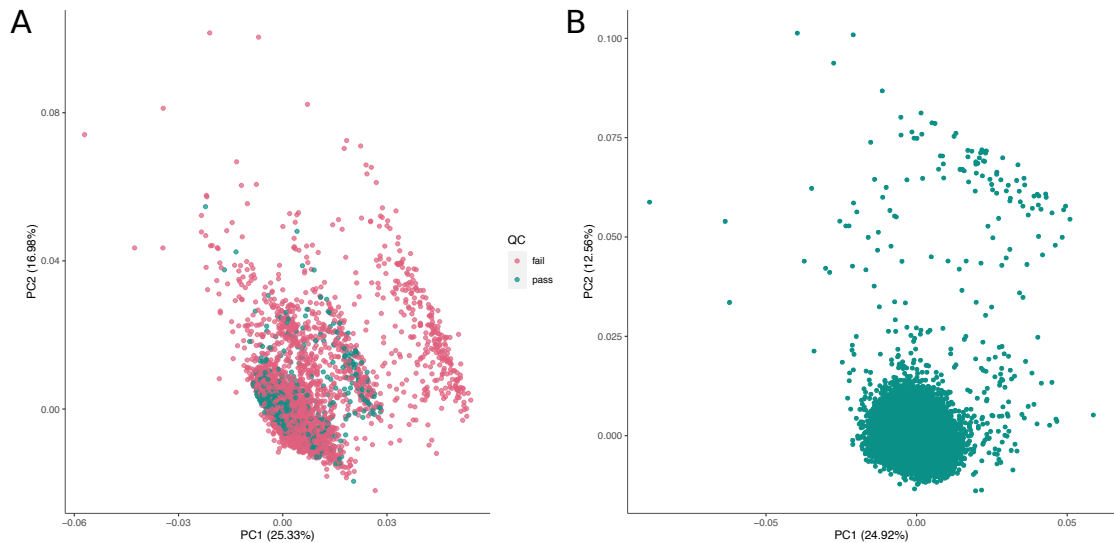 A
PC2 (16.98%)
0.08
0.04
0.00
−0.06
−0.03
0.00
0.03
PC1 (25.33%)
QC
fail
pass
B
PC2 (12.56%)
0.100
0.075
0.050
0.025
0.000
−0.05
0.00
0.05
PC1 (24.92%)